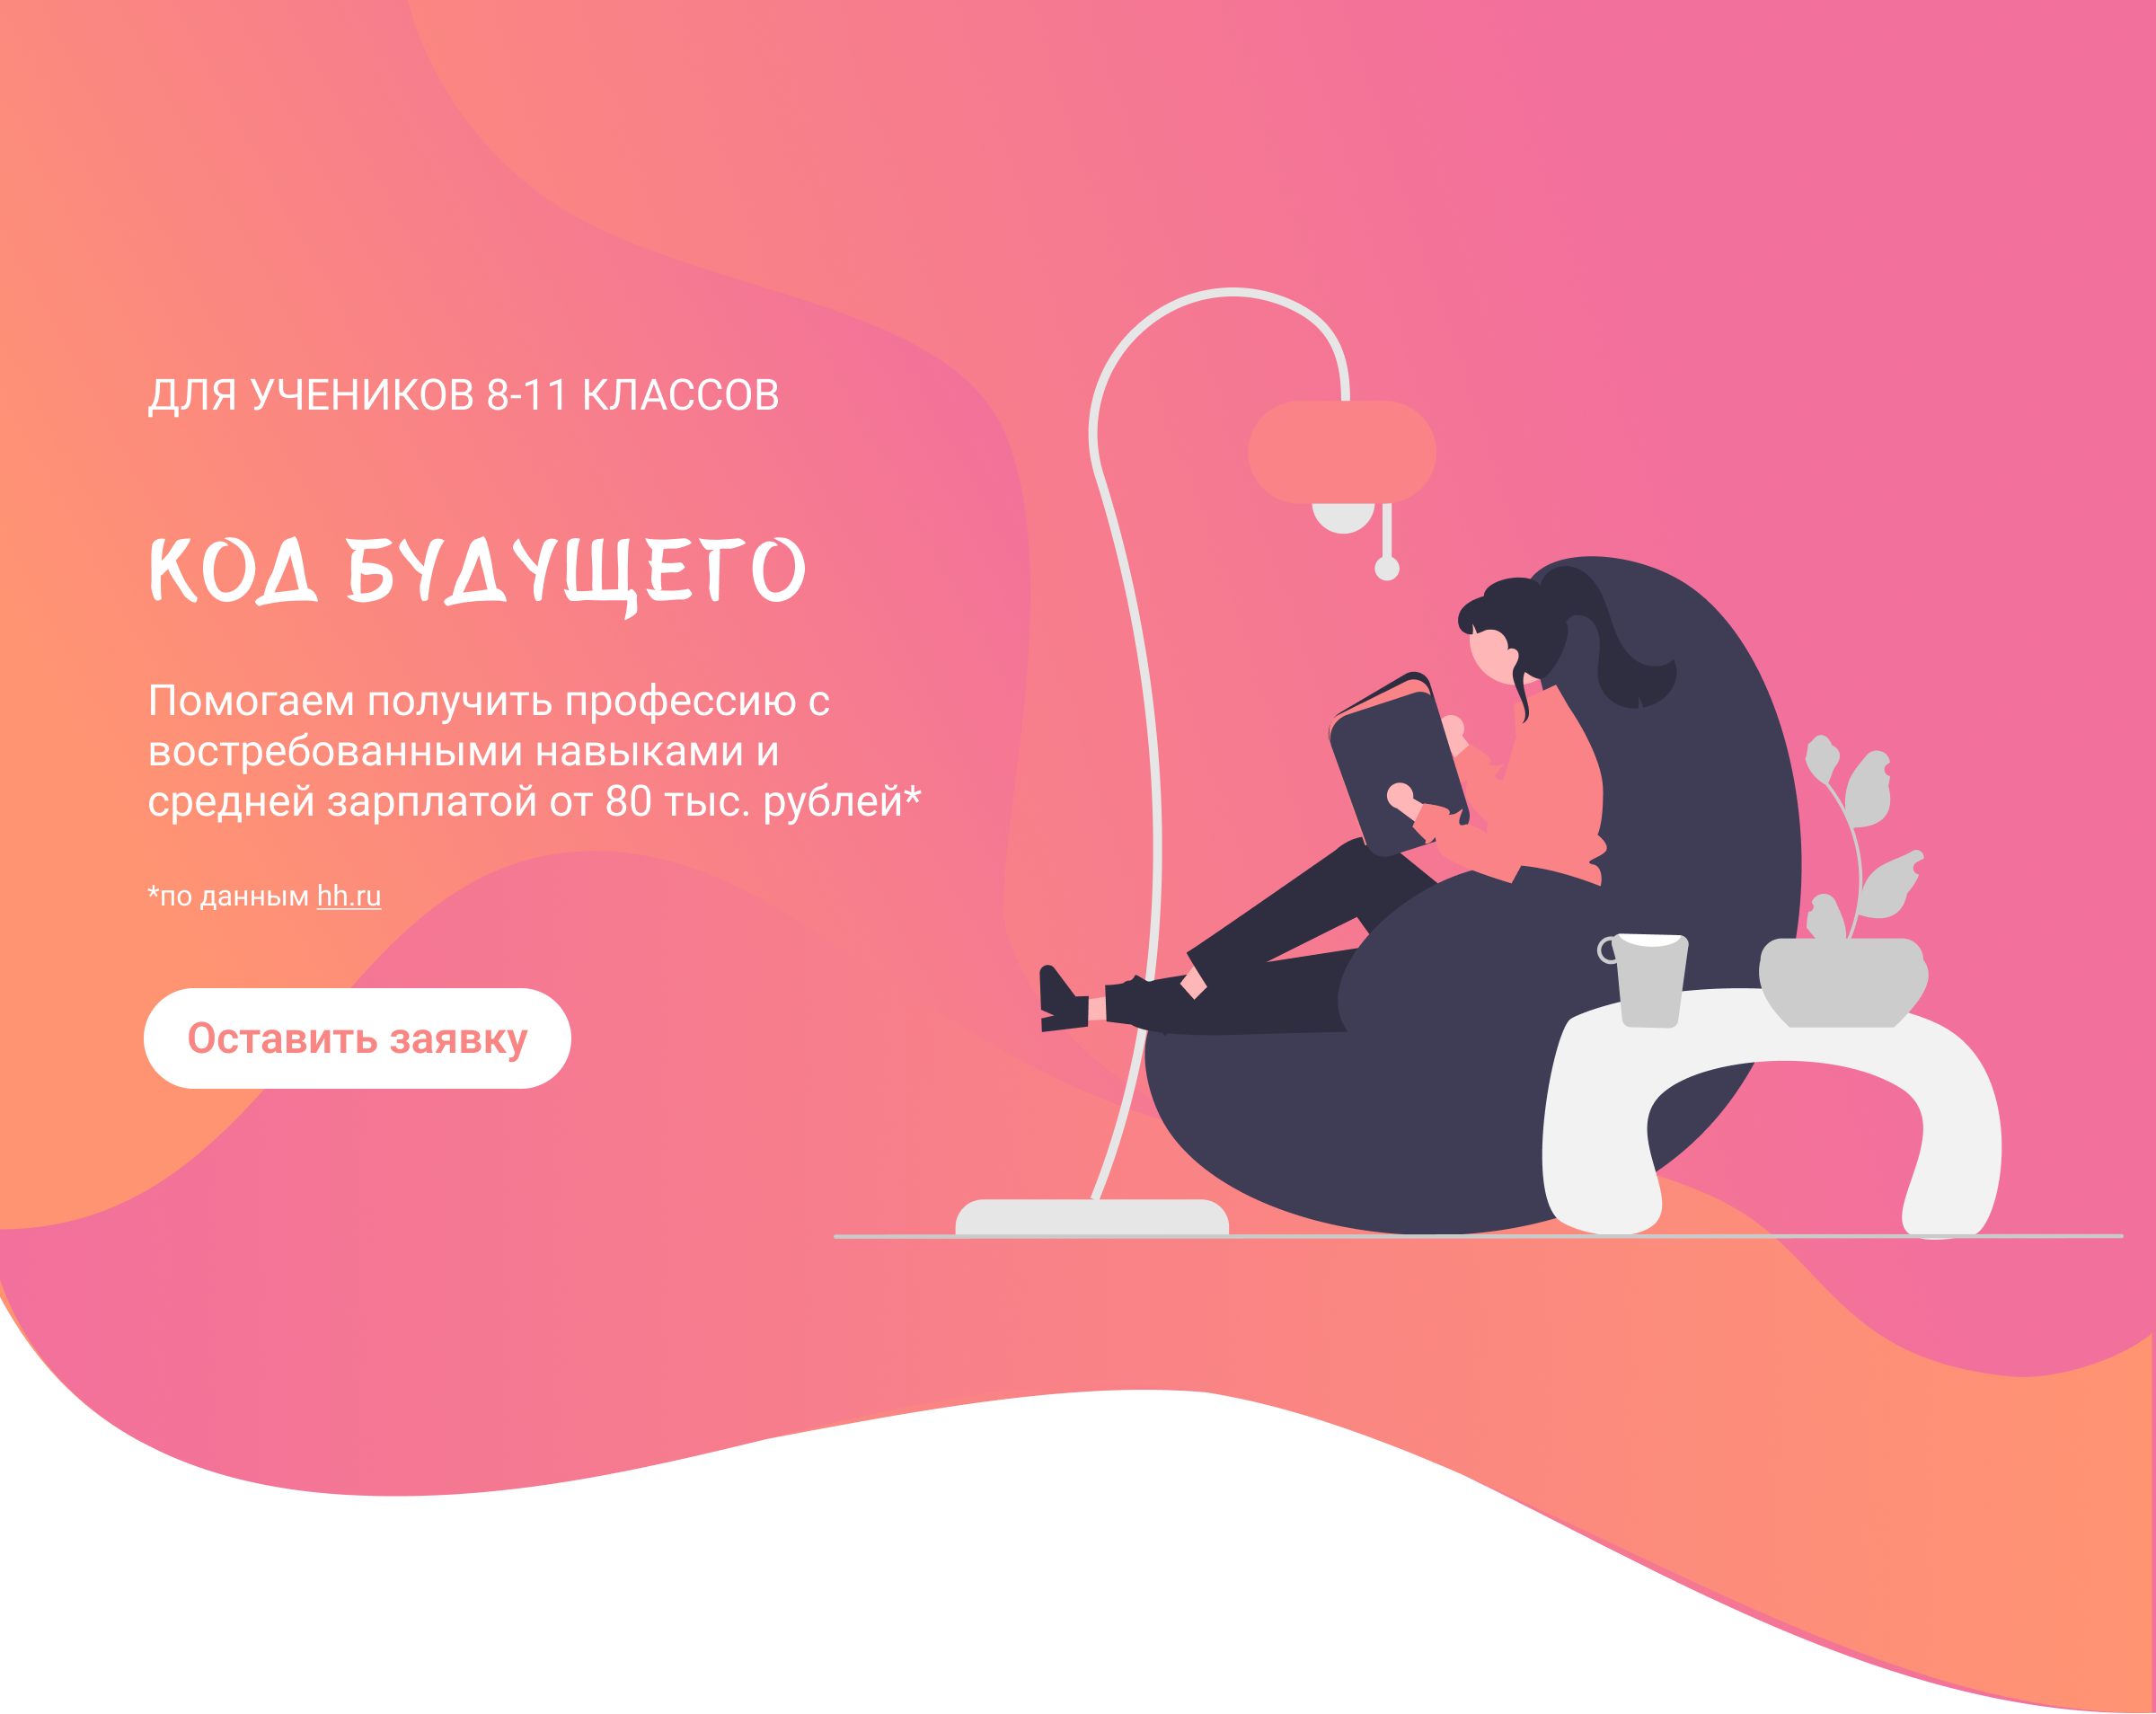 ДЛЯ УЧЕНИКОВ 8-11 КЛАССОВ
КОД БУДУЩЕГО
Помогаем получить профессию с
востребованными навыками и
средней зарплатой от 80 тыс. рублей*
*по данным hh.ru
Оставить заявку